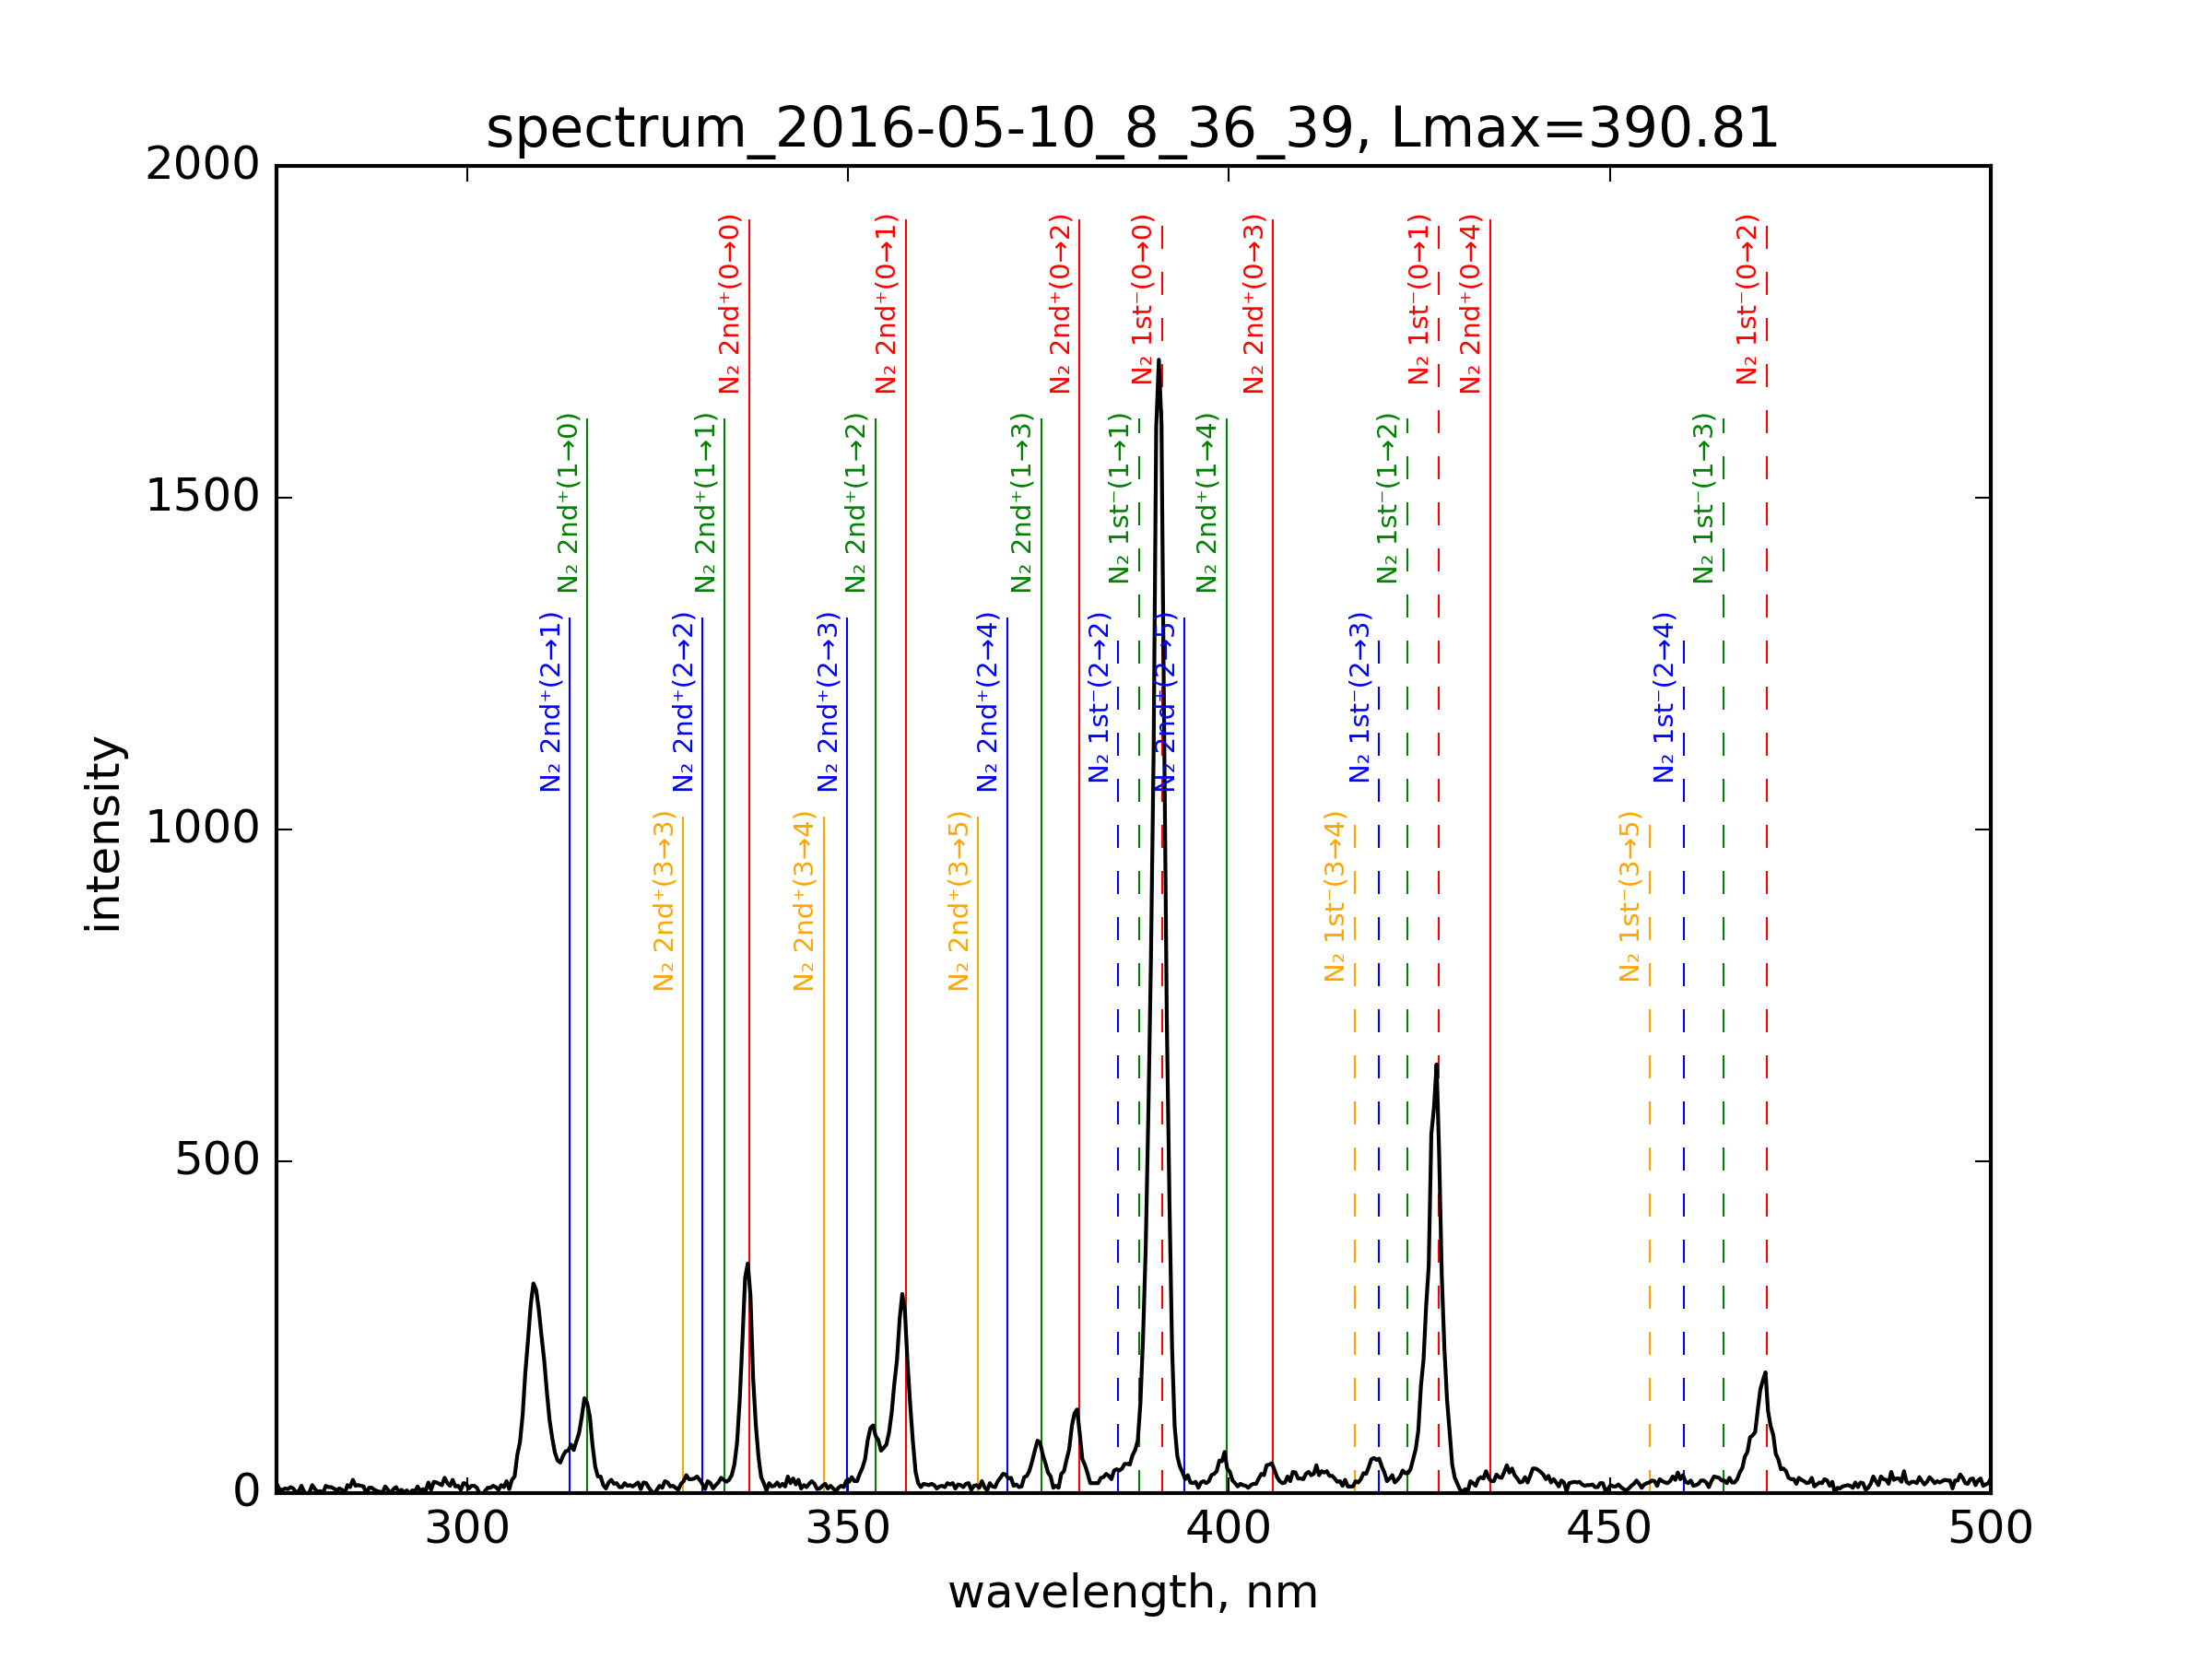 spectrum_2016-05-10_8_36_39, Lmax=390.81
2000
1500
1000
500
0
intensity
N₂ 2nd⁺(0→0)
N₂ 2nd⁺(0→1)
N₂ 2nd⁺(0→2)
N₂ 1st⁻(0→0)
N₂ 2nd⁺(0→3)
N₂ 1st⁻(0→1)
N₂ 2nd⁺(0→4)
N₂ 1st⁻(0→2)
N₂ 2nd⁺(1→0)
N₂ 2nd⁺(1→1)
N₂ 2nd⁺(1→2)
N₂ 2nd⁺(1→3)
N₂ 1st⁻(1→1)
N₂ 2nd⁺(1→4)
N₂ 1st⁻(1→2)
N₂ 1st⁻(1→3)
N₂ 2nd⁺(2→1)
N₂ 2nd⁺(2→2)
N₂ 2nd⁺(2→3)
N₂ 2nd⁺(2→4)
N₂ 1st⁻(2→2)
N₂ 2nd⁺(2→5)
N₂ 1st⁻(2→3)
N₂ 1st⁻(2→4)
N₂ 2nd⁺(3→3)
N₂ 2nd⁺(3→4)
N₂ 2nd⁺(3→5)
N₂ 1st⁻(3→4)
N₂ 1st⁻(3→5)
300 350 400 450 500
wavelength, nm